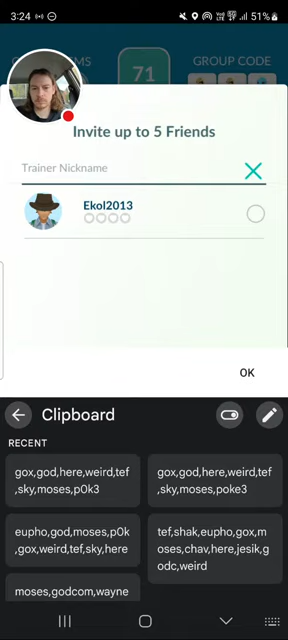 3:24
51%
GROUP CODE
71
Invite up to 5 Friends
Trainer Nickname
Ekol2013
OK
Clipboard
RECENT
gox,god,here,weird,tef
,sky,moses,p0k3
gox,god,here,weird,tef
,sky,moses,poke3
eupho,god,moses,p0k
,gox,weird,tef,sky,here
tef,shak,eupho,gox,m
oses,chav,here,jesik,g
odc,weird
moses,godcom,wayne